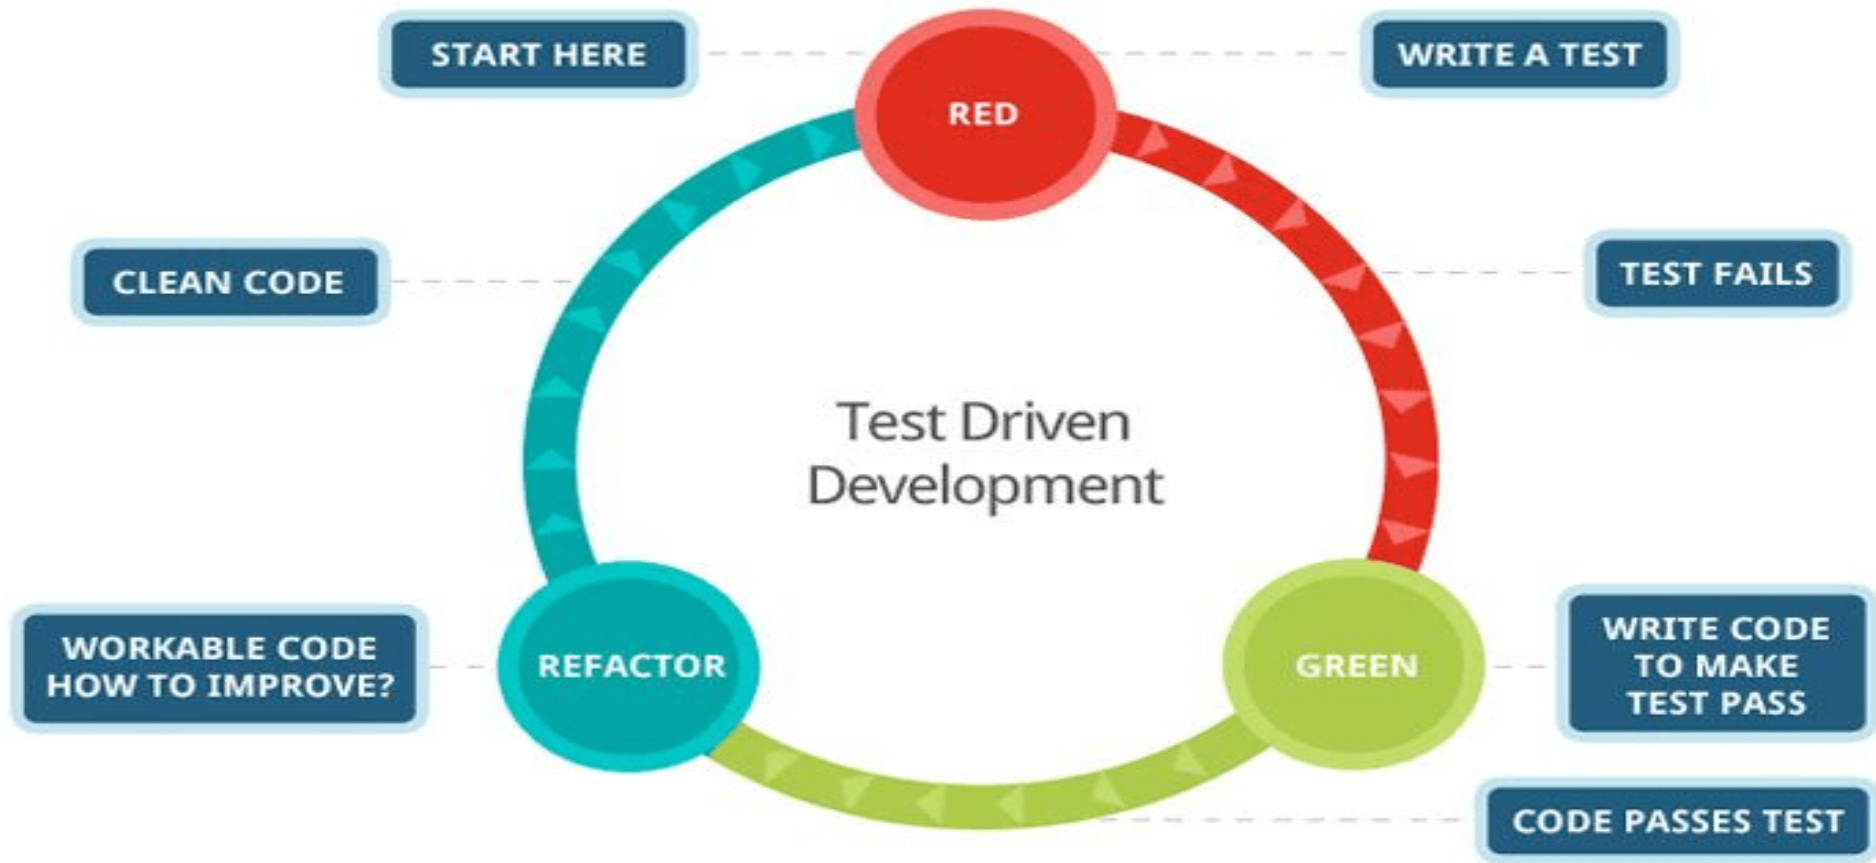 START HERE
RED
WRITE A TEST
CLEAN CODE
TEST FAILS
Test Driven
Development
WORKABLE CODE
HOW TO IMPROVE?
REFACTOR
GREEN
WRITE CODE
TO MAKE
TEST PASS
CODE PASSES TEST